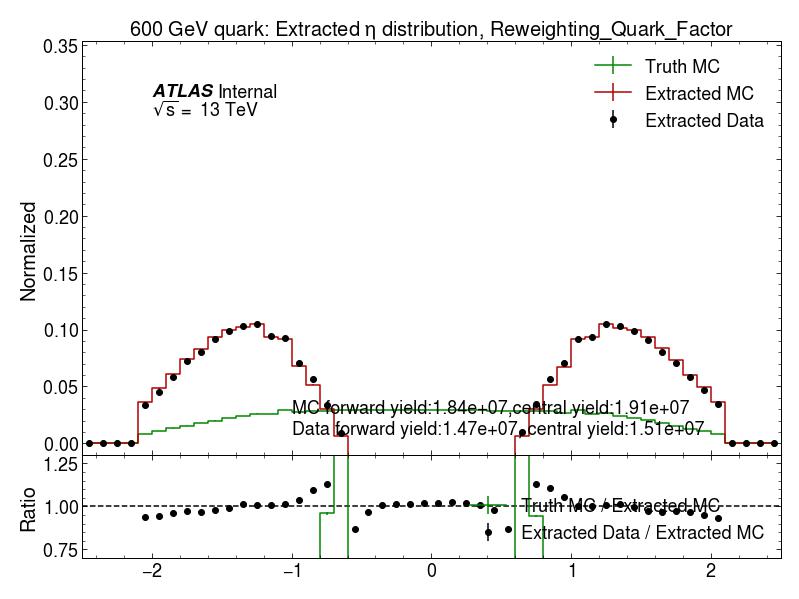 600 GeV quark: Extracted η distribution, Reweighting_Quark_Factor
0.35
0.30
0.25
0.20
0.15
0.10
0.05
0.00
Normalized
ATLAS Internal
√s = 13 TeV
Truth MC
Extracted MC
Extracted Data
MC forward yield:1.84e+07,central yield:1.91e+07
Data forward yield:1.47e+07, central yield:1.51e+07
1.25
1.00
0.75
Ratio
Truth MC / Extracted MC
Extracted Data / Extracted MC
−2
−1
0
1
2